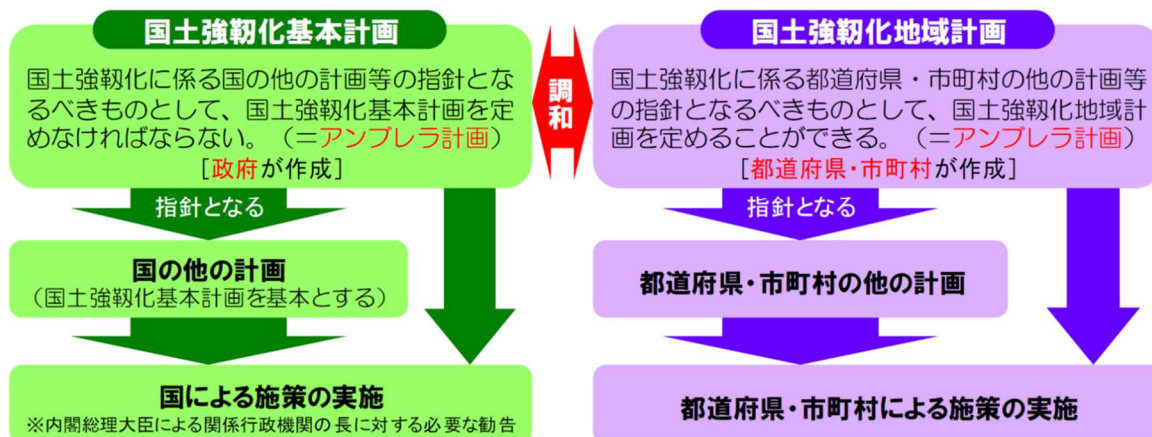 国土強靱化基本計画
国土強靱化に係る国の他の計画等の指針とな
るべきものとして、国土強靱化基本計画を定
めなければならない。（＝アンブレラ計画）
[政府が作成]
調和
国土強靱化地域計画
国土強靱化に係る都道府県・市町村の他の計画等
の指針となるべきものとして、国土強靱化地域計
画を定めることができる。（＝アンブレラ計画）
[都道府県・市町村が作成]
指針となる
国の他の計画
（国土強靱化基本計画を基本とする）
国による施策の実施
※内閣総理大臣による関係行政機関の長に対する必要な勧告
指針となる
都道府県・市町村の他の計画
都道府県・市町村による施策の実施